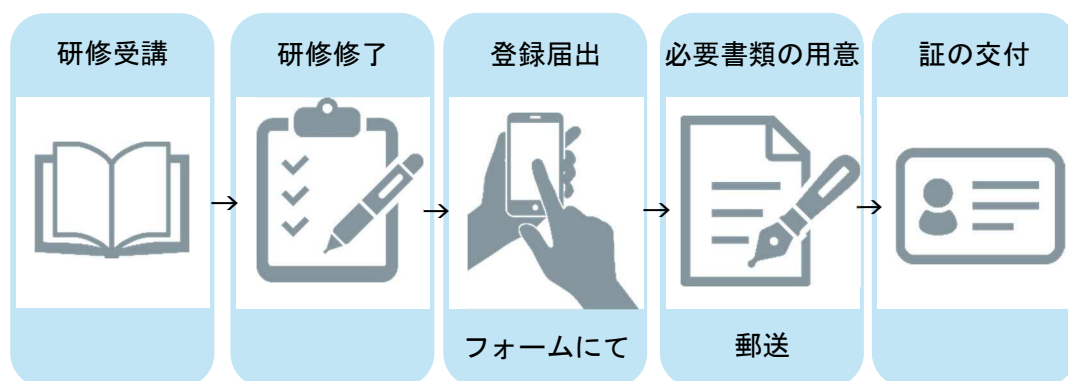 研修受講
研修修了
登録届出
必要書類の用意
証の交付
→
→
→
→
フォームにて
郵送